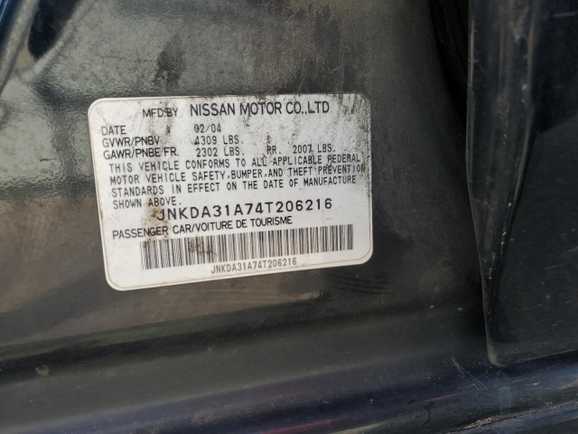 MFD.BY NISSAN MOTOR CO.,LTD
DATE 02/04
GVWR/PNBV 4309 LBS.
GAWR/PNBE FR. 2302 LBS. RR. 2007 LBS.
THIS VEHICLE CONFORMS TO ALL APPLICABLE FEDERAL
MOTOR VEHICLE SAFETY,BUMPER,AND THEFT PREVENTION
STANDARDS IN EFFECT ON THE DATE OF MANUFACTURE
SHOWN ABOVE.
JNKDA31A74T206216
PASSENGER CAR/VOITURE DE TOURISME
JNKDA31A74T206216